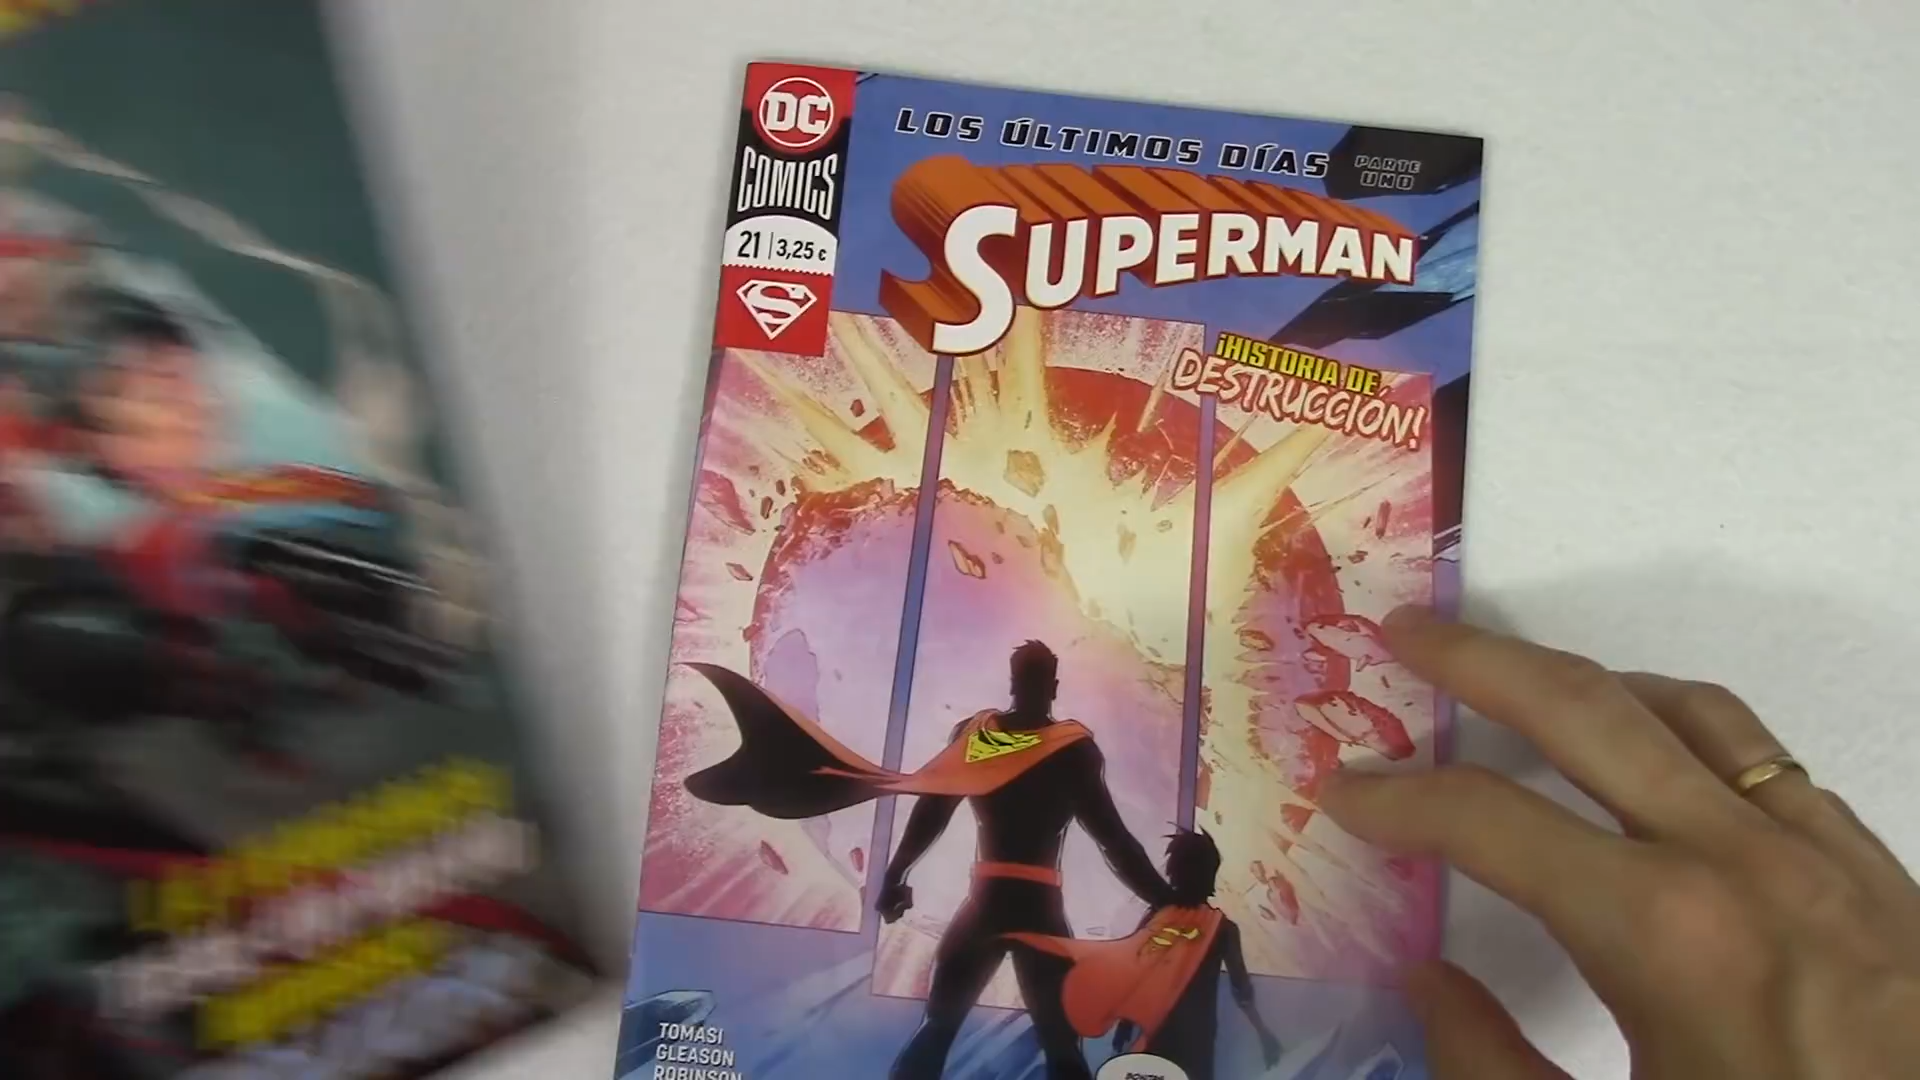 DC
COMICS
21 | 3,25 €
S
LOS ÚLTIMOS DÍAS
PARTE
UNO
SUPERMAN
¡HISTORIA DE
DESTRUCCIÓN!
TOMASI
GLEASON
ROBINSON